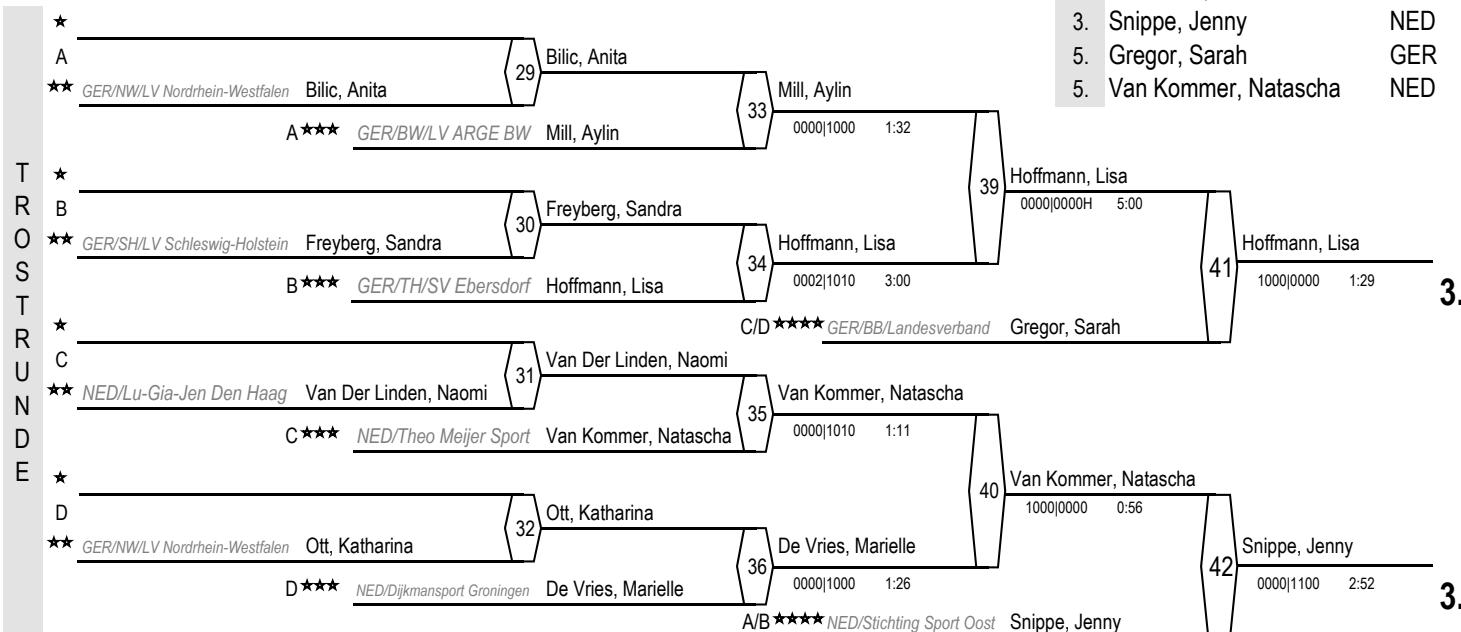 3. Snippe, Jenny NED
5. Gregor, Sarah GER
5. Van Kommer, Natascha NED
TROSTRUNDE
A
29 Bilic, Anita
GER/NW/LV Nordrhein-Westfalen Bilic, Anita
33 Mill, Aylin
0000|1000 1:32
A GER/BW/LV ARGE BW Mill, Aylin
39 Hoffmann, Lisa
0000|0000H 5:00
B
30 Freyberg, Sandra
GER/SH/LV Schleswig-Holstein Freyberg, Sandra
34 Hoffmann, Lisa
0002|1010 3:00
B GER/TH/SV Ebersdorf Hoffmann, Lisa
41 Hoffmann, Lisa
1000|0000 1:29
3.
C/D GER/BB/Landesverband Gregor, Sarah
C
31 Van Der Linden, Naomi
NED/Lu-Gia-Jen Den Haag Van Der Linden, Naomi
35 Van Kommer, Natascha
0000|1010 1:11
C NED/Theo Meijer Sport Van Kommer, Natascha
40 Van Kommer, Natascha
1000|0000 0:56
D
32 Ott, Katharina
GER/NW/LV Nordrhein-Westfalen Ott, Katharina
36 De Vries, Marielle
0000|1000 1:26
D NED/Dijkmansport Groningen De Vries, Marielle
42 Snippe, Jenny
0000|1100 2:52
3.
A/B NED/Stichting Sport Oost Snippe, Jenny